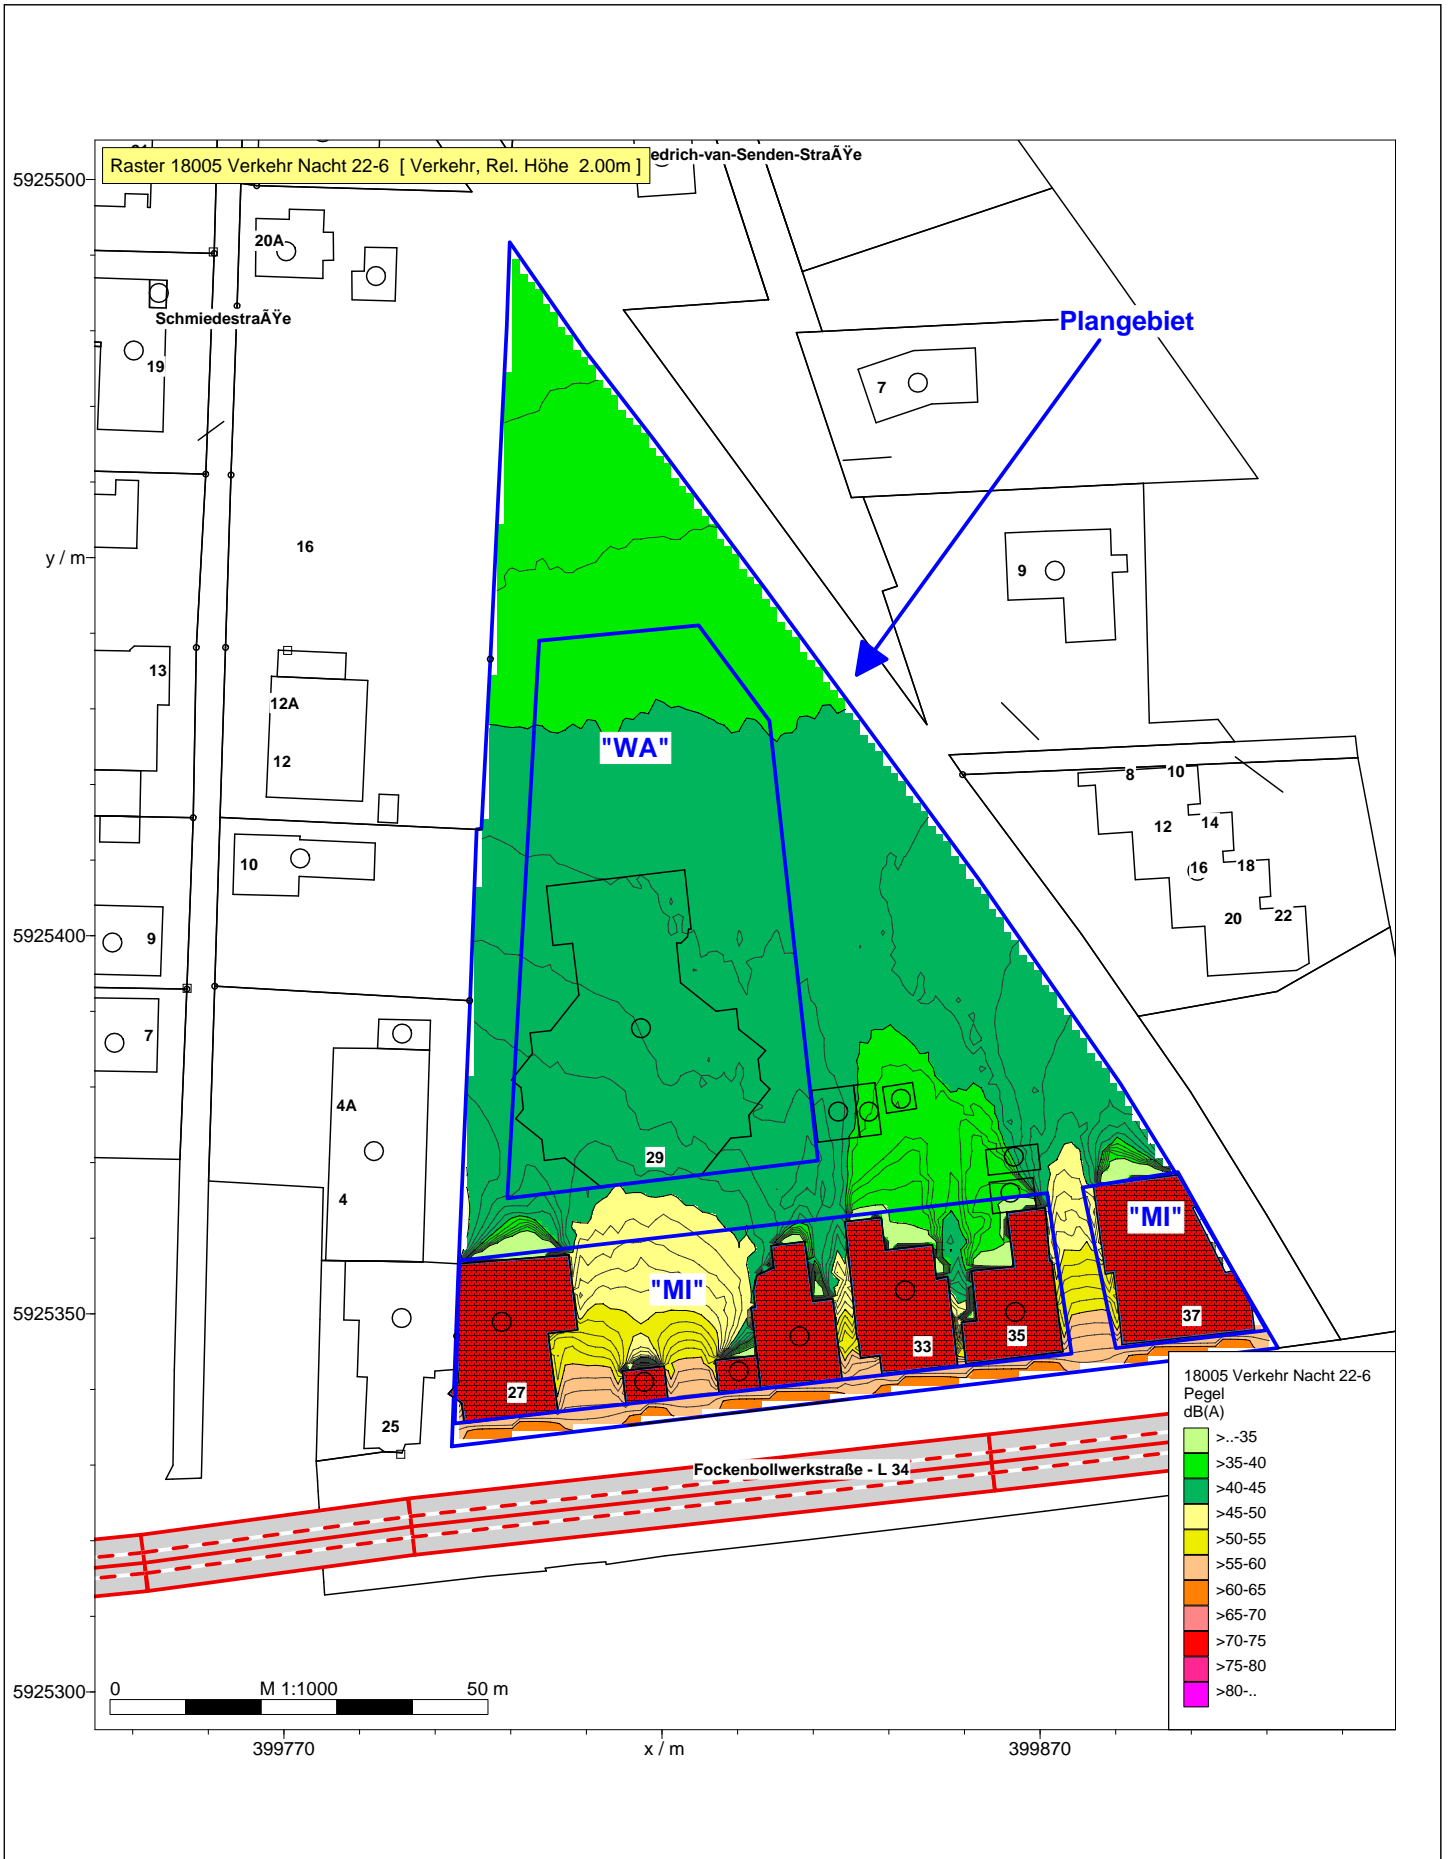 Raster 18005 Verkehr Nacht 22-6 [ Verkehr, Rel. Höhe 2.00m ]
edrich-van-Senden-StraÃŸe
5925500
20A
SchmiedestraÃŸe
Plangebiet
19
7
16
y / m
9
13
12A
"WA"
12
8
10
12
14
10
16
18
20
22
5925400
9
7
4A
29
4
"MI"
"MI"
5925350
37
35
33
27
25
18005 Verkehr Nacht 22-6
Pegel
dB(A)
>..-35
>35-40
>40-45
>45-50
>50-55
>55-60
>60-65
>65-70
>70-75
>75-80
>80-..
Fockenbollwerkstraße - L 34
0
M 1:1000
50 m
5925300
399770
x / m
399870